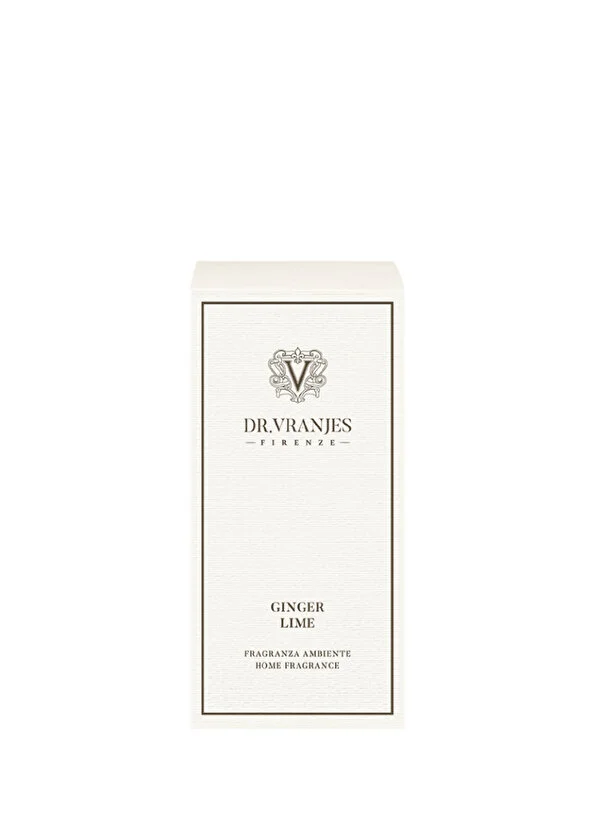 V
DR.VRANJES
— FIRENZE —
GINGER
LIME
FRAGRANZA AMBIENTE
HOME FRAGRANCE